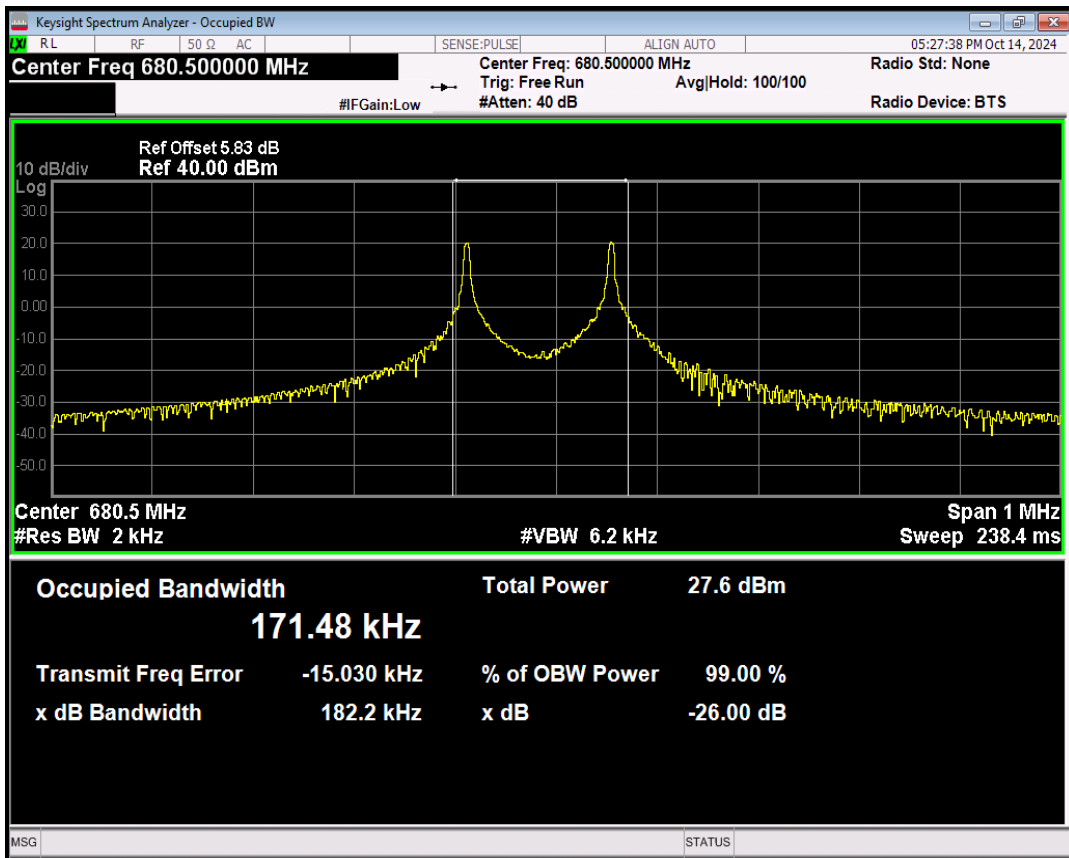 Keysight Spectrum Analyzer - Occupied BW
LXI RL RF 50 Ω AC SENSE:PULSE ALIGN AUTO 05:27:38 PM Oct 14, 2024
Center Freq 680.500000 MHz Center Freq: 680.500000 MHz Radio Std: None
Trig: Free Run Avg|Hold: 100/100
#IFGain:Low #Atten: 40 dB Radio Device: BTS
Ref Offset 5.83 dB
10 dB/div Ref 40.00 dBm
Log
30.0
20.0
10.0
0.00
-10.0
-20.0
-30.0
-40.0
-50.0
Center 680.5 MHz Span 1 MHz
#Res BW 2 kHz #VBW 6.2 kHz Sweep 238.4 ms
Occupied Bandwidth Total Power 27.6 dBm
171.48 kHz
Transmit Freq Error -15.030 kHz % of OBW Power 99.00 %
x dB Bandwidth 182.2 kHz x dB -26.00 dB
MSG STATUS